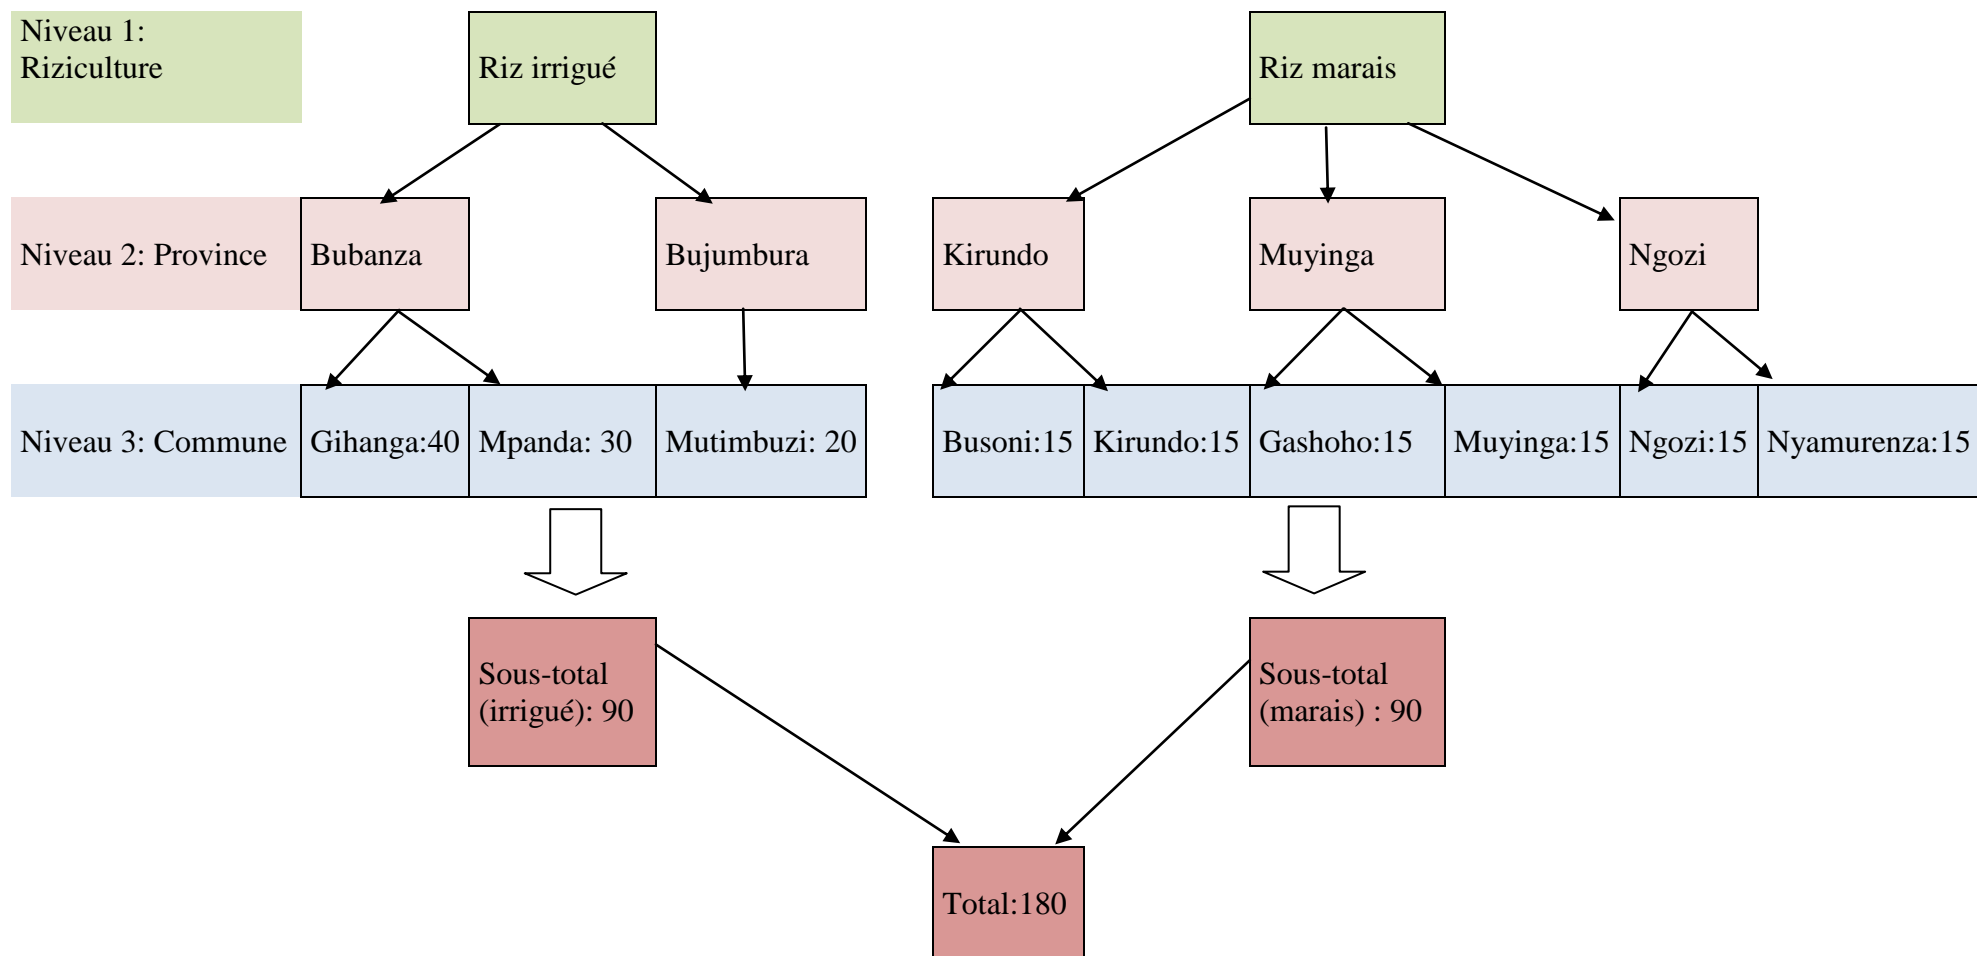 Niveau 1:
Riziculture
Riz irrigué
Riz marais
Niveau 2: Province
Bubanza
Bujumbura
Kirundo
Muyinga
Ngozi
Niveau 3: Commune
Gihanga:40
Mpanda: 30
Mutimbuzi: 20
Busoni:15
Kirundo:15
Gashoho:15
Muyinga:15
Ngozi:15
Nyamurenza:15
Sous-total
(irrigué): 90
Sous-total
(marais) : 90
Total:180